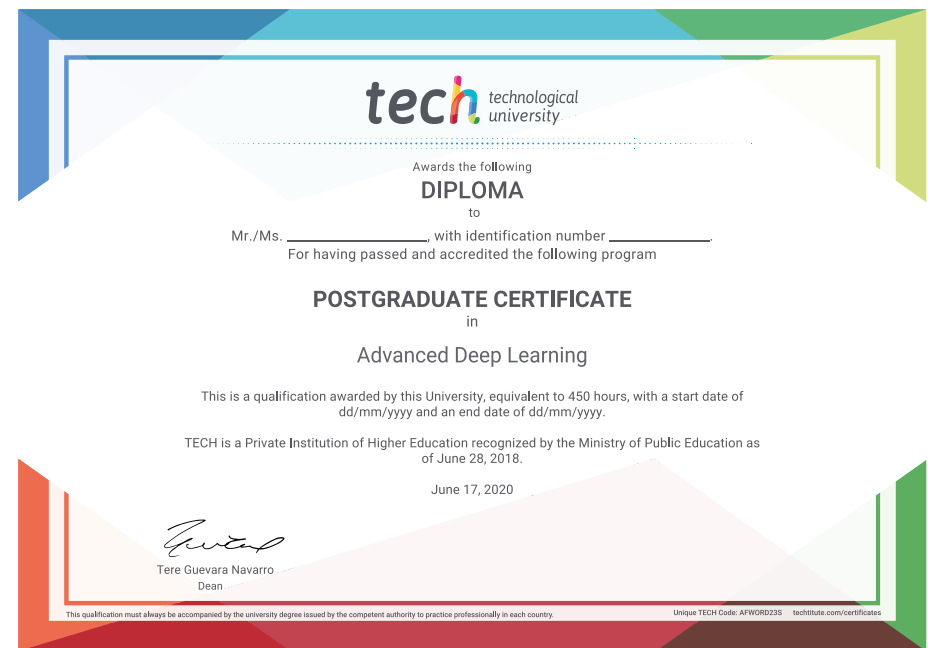 tech technological
university
Awards the following
DIPLOMA
to
Mr./Ms. ____________________, with identification number ______________.
For having passed and accredited the following program
POSTGRADUATE CERTIFICATE
in
Advanced Deep Learning
This is a qualification awarded by this University, equivalent to 450 hours, with a start date of
dd/mm/yyyy and an end date of dd/mm/yyyy.
TECH is a Private Institution of Higher Education recognized by the Ministry of Public Education as
of June 28, 2018.
June 17, 2020
Tere Guevara Navarro
Dean
This qualification must always be accompanied by the university degree issued by the competent authority to practice professionally in each country.
Unique TECH Code: AFWORD23S techtitute.com/certificates